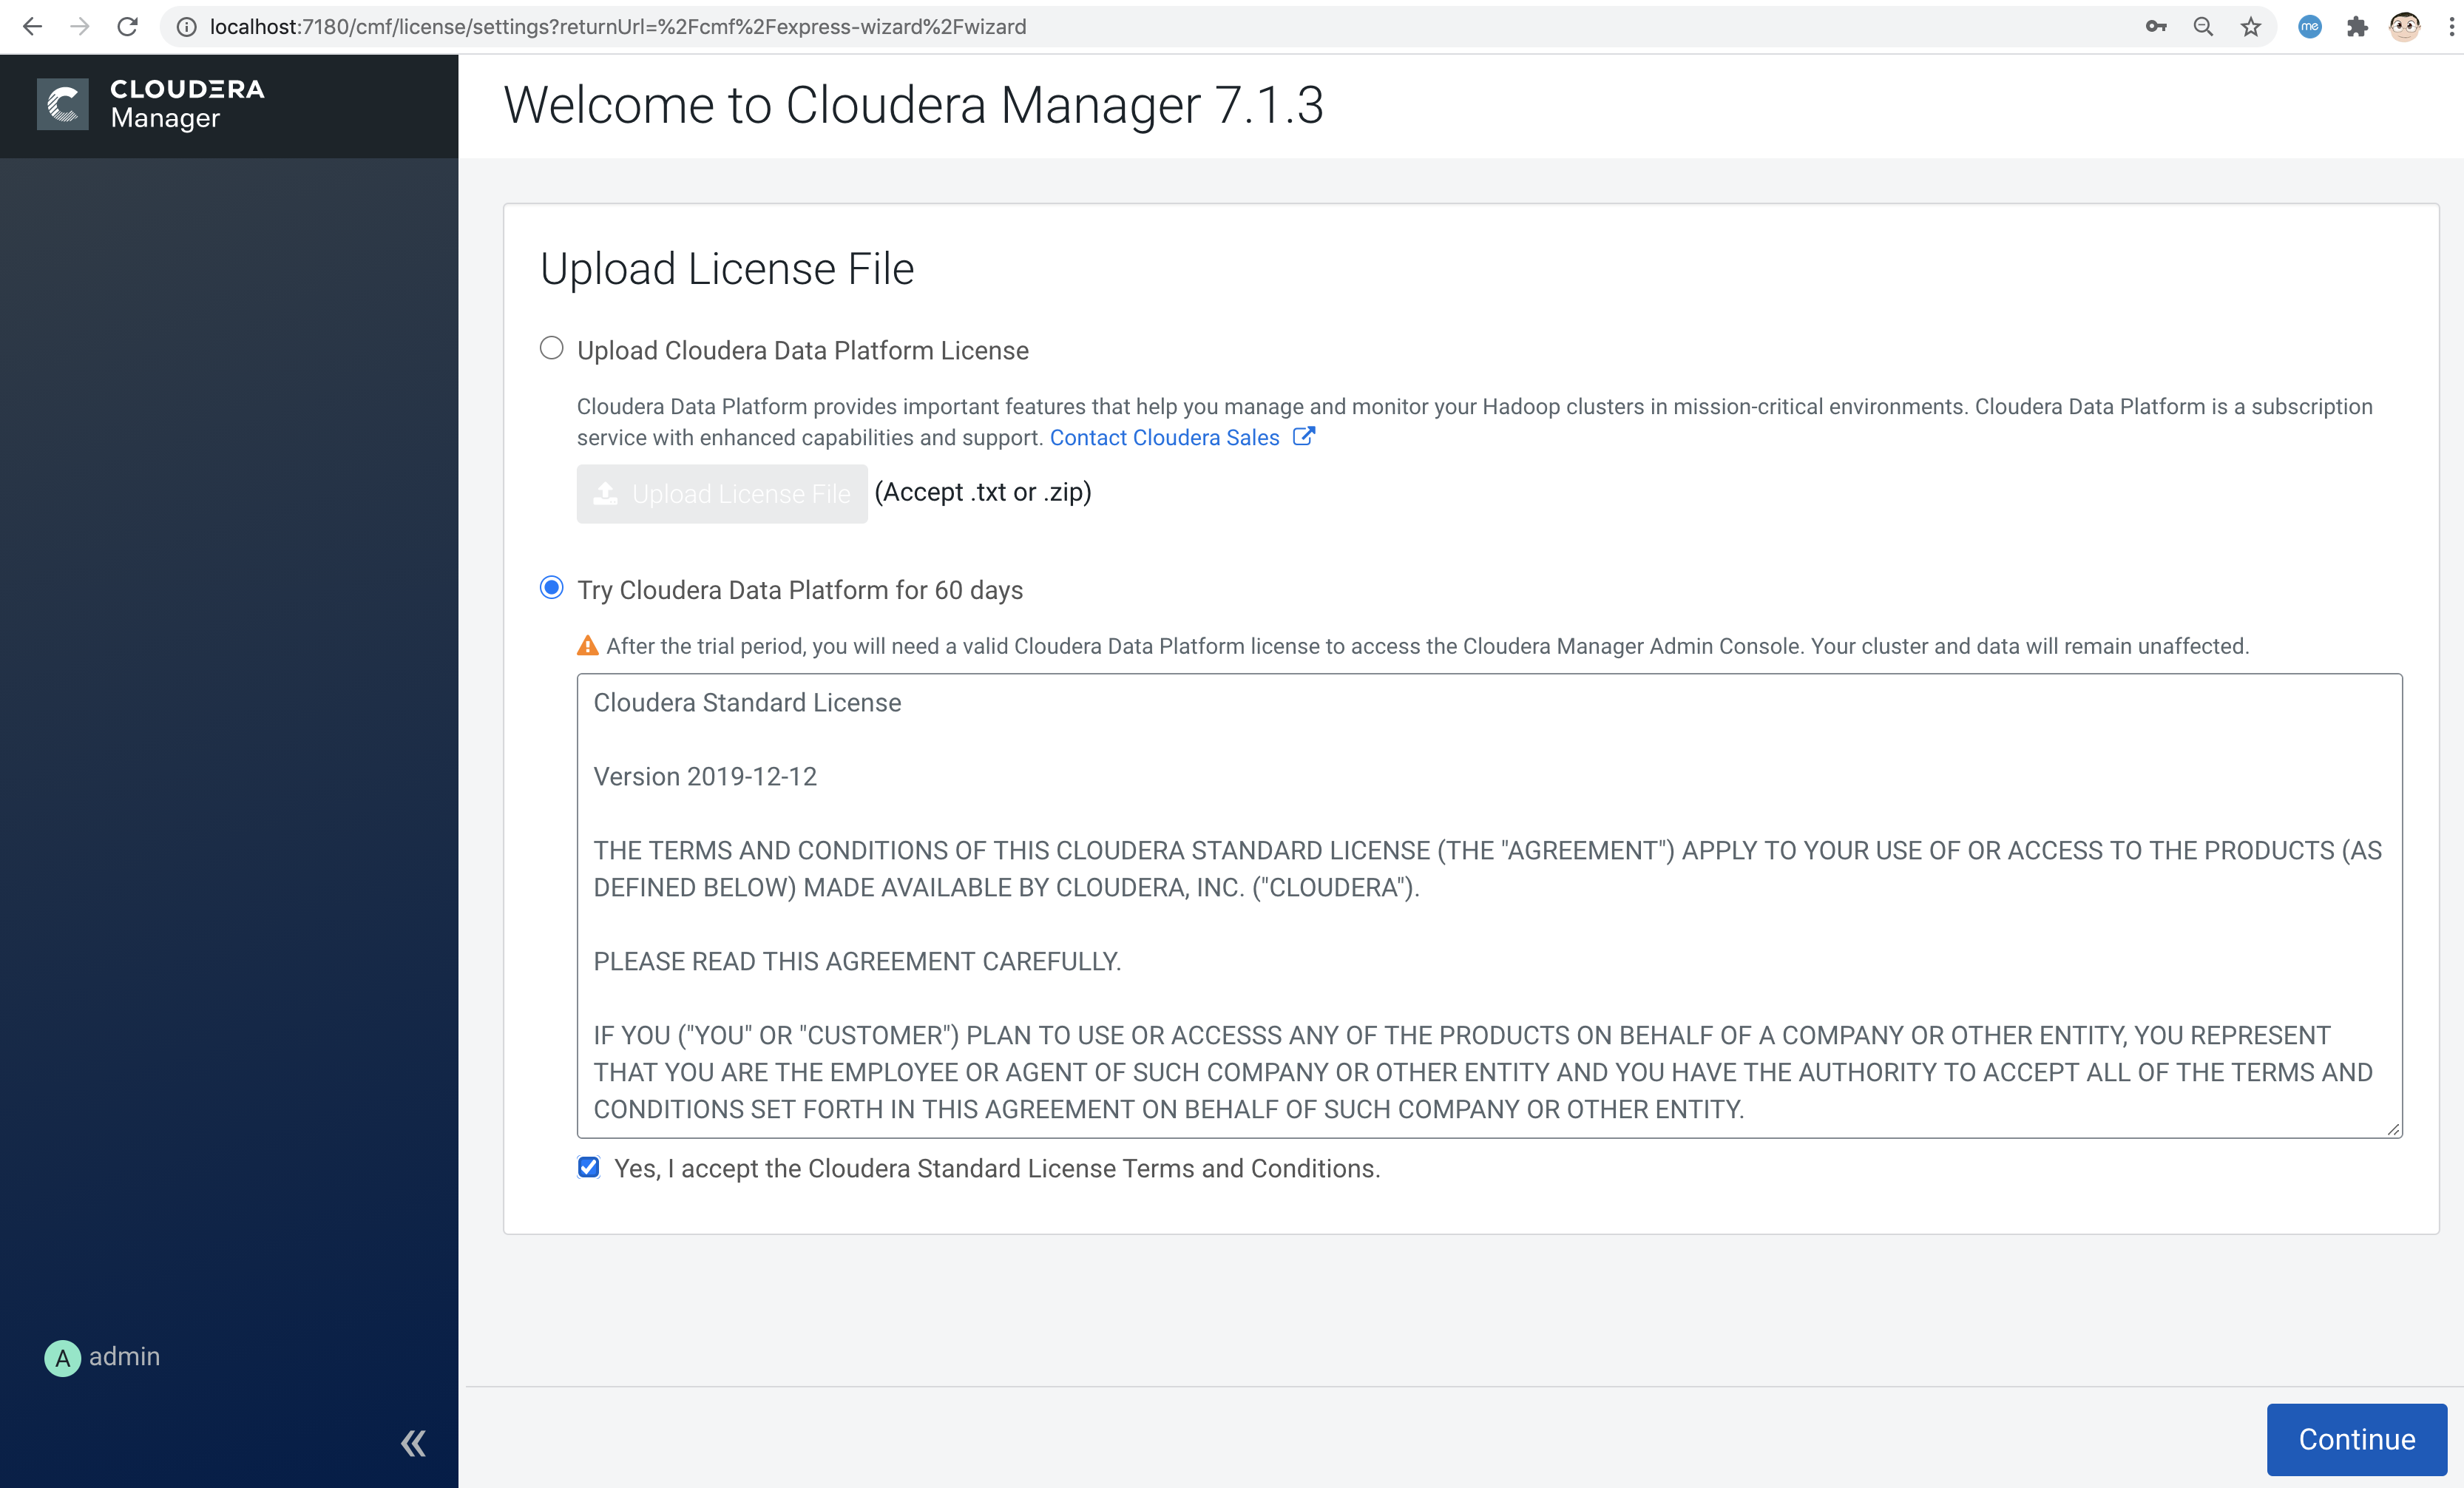 localhost:7180/cmf/license/settings?returnUrl=%2Fcmf%2Fexpress-wizard%2Fwizard
me
CLOUDERA
Manager
Welcome to Cloudera Manager 7.1.3
Upload License File
Upload Cloudera Data Platform License
Cloudera Data Platform provides important features that help you manage and monitor your Hadoop clusters in mission-critical environments. Cloudera Data Platform is a subscription
service with enhanced capabilities and support. Contact Cloudera Sales
Upload License File (Accept .txt or .zip)
Try Cloudera Data Platform for 60 days
After the trial period, you will need a valid Cloudera Data Platform license to access the Cloudera Manager Admin Console. Your cluster and data will remain unaffected.
Cloudera Standard License
Version 2019-12-12
THE TERMS AND CONDITIONS OF THIS CLOUDERA STANDARD LICENSE (THE "AGREEMENT") APPLY TO YOUR USE OF OR ACCESS TO THE PRODUCTS (AS
DEFINED BELOW) MADE AVAILABLE BY CLOUDERA, INC. ("CLOUDERA").
PLEASE READ THIS AGREEMENT CAREFULLY.
IF YOU ("YOU" OR "CUSTOMER") PLAN TO USE OR ACCESSS ANY OF THE PRODUCTS ON BEHALF OF A COMPANY OR OTHER ENTITY, YOU REPRESENT
THAT YOU ARE THE EMPLOYEE OR AGENT OF SUCH COMPANY OR OTHER ENTITY AND YOU HAVE THE AUTHORITY TO ACCEPT ALL OF THE TERMS AND
CONDITIONS SET FORTH IN THIS AGREEMENT ON BEHALF OF SUCH COMPANY OR OTHER ENTITY.
Yes, I accept the Cloudera Standard License Terms and Conditions.
A admin
Continue